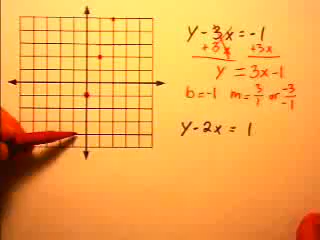 y - 3x = -1
+3x +3x
y = 3x - 1
b = -1 m = 3/1 or -3/-1
y - 2x = 1